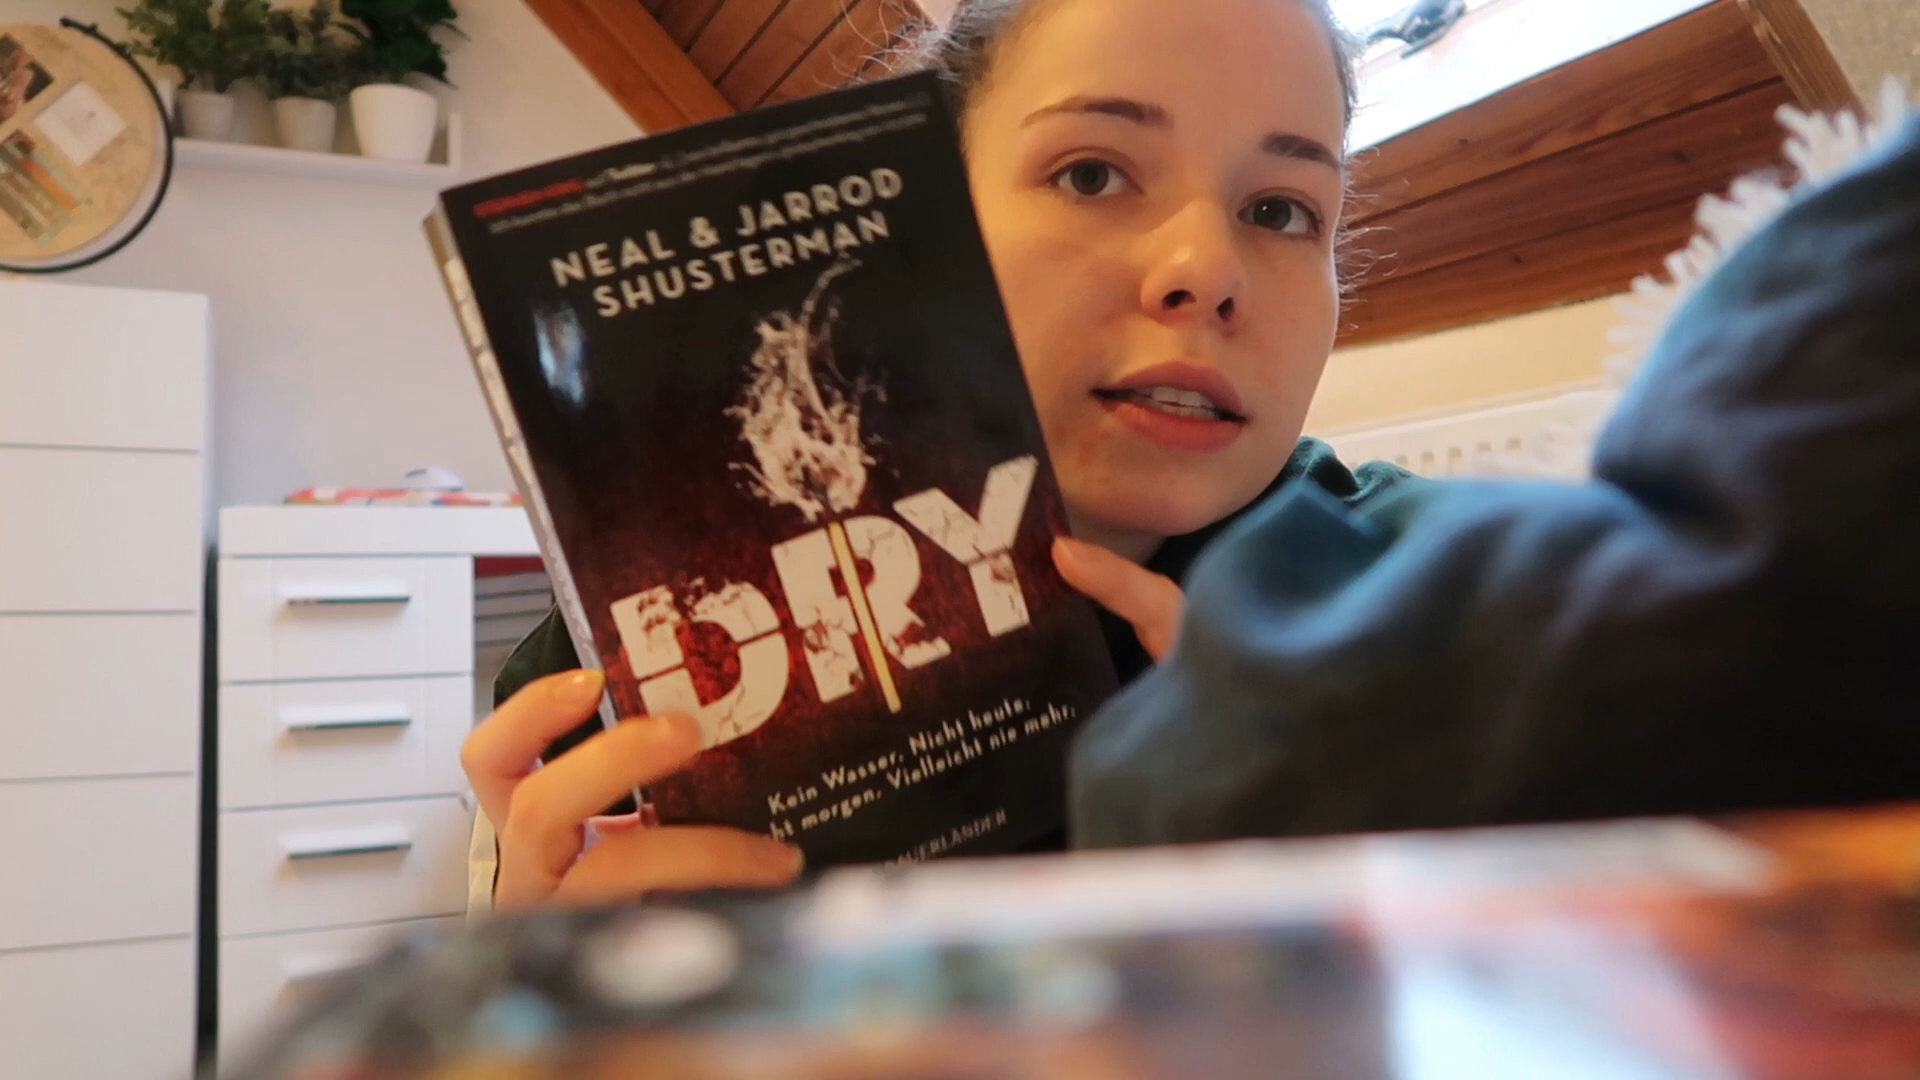 NEAL & JARROD
SHUSTERMAN
DRY
Kein Wasser. Nicht heute.
ht morgen. Vielleicht nie mehr.